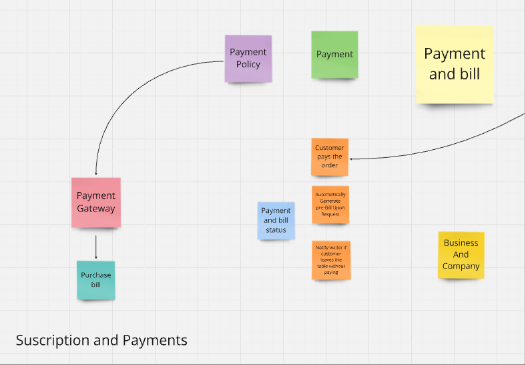 Payment
Policy
Payment
Payment
and bill
Customer
pays the
order
Payment
Gateway
Automatically
Generate
pre-Bill Upon
Request
Payment
and bill
status
Business
And
Company
Notify waiter if
customer
leaves the
table without
paying
Purchase
bill
Suscription and Payments